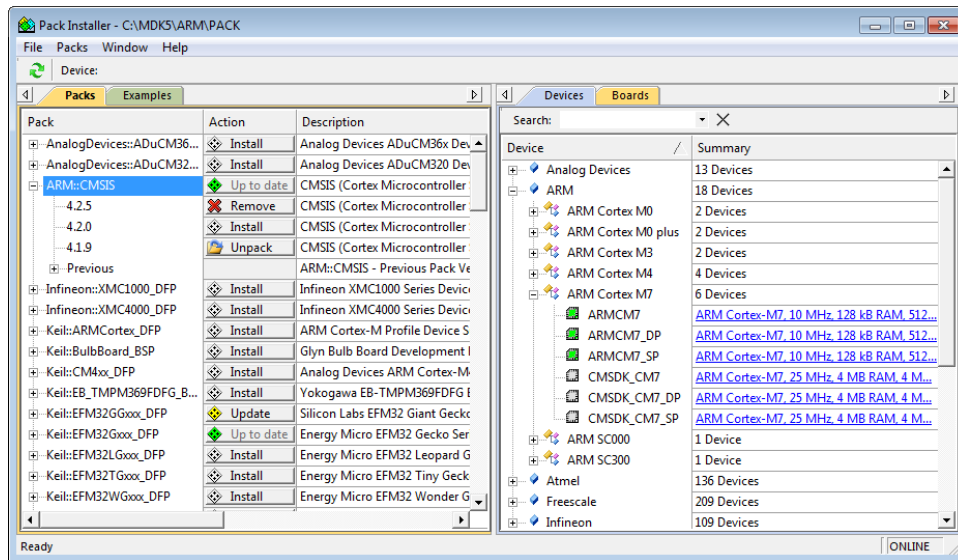 Pack Installer - C:\MDK5\ARM\PACK
File Packs Window Help
Device:
Packs Examples
Pack Action Description
AnalogDevices::ADuCM36... Install Analog Devices ADuCM36x Dev
AnalogDevices::ADuCM32... Install Analog Devices ADuCM320 Dev
ARM::CMSIS Up to date CMSIS (Cortex Microcontroller
4.2.5 Remove CMSIS (Cortex Microcontroller
4.2.0 Install CMSIS (Cortex Microcontroller
4.1.9 Unpack CMSIS (Cortex Microcontroller
Previous ARM::CMSIS - Previous Pack Ve
Infineon::XMC1000_DFP Install Infineon XMC1000 Series Device
Infineon::XMC4000_DFP Install Infineon XMC4000 Series Device
Keil::ARMCortex_DFP Install ARM Cortex-M Profile Device S
Keil::BulbBoard_BSP Install Glyn Bulb Board Development
Keil::CM4xx_DFP Install Analog Devices ARM Cortex-M
Keil::EB_TMPM369FDFG_B... Install Yokogawa EB-TMPM369FDFG E
Keil::EFM32GGxxx_DFP Update Silicon Labs EFM32 Giant Gecko
Keil::EFM32Gxxx_DFP Up to date Energy Micro EFM32 Gecko Ser
Keil::EFM32LGxxx_DFP Install Energy Micro EFM32 Leopard G
Keil::EFM32TGxxx_DFP Install Energy Micro EFM32 Tiny Geck
Keil::EFM32WGxxx_DFP Install Energy Micro EFM32 Wonder G
Devices Boards
Search:
Device Summary
Analog Devices 13 Devices
ARM 18 Devices
ARM Cortex M0 2 Devices
ARM Cortex M0 plus 2 Devices
ARM Cortex M3 2 Devices
ARM Cortex M4 4 Devices
ARM Cortex M7 6 Devices
ARMCM7 ARM Cortex-M7, 10 MHz, 128 kB RAM, 512...
ARMCM7_DP ARM Cortex-M7, 10 MHz, 128 kB RAM, 512...
ARMCM7_SP ARM Cortex-M7, 10 MHz, 128 kB RAM, 512...
CMSDK_CM7 ARM Cortex-M7, 25 MHz, 4 MB RAM, 4 M...
CMSDK_CM7_DP ARM Cortex-M7, 25 MHz, 4 MB RAM, 4 M...
CMSDK_CM7_SP ARM Cortex-M7, 25 MHz, 4 MB RAM, 4 M...
ARM SC000 1 Device
ARM SC300 1 Device
Atmel 136 Devices
Freescale 209 Devices
Infineon 109 Devices
Ready ONLINE